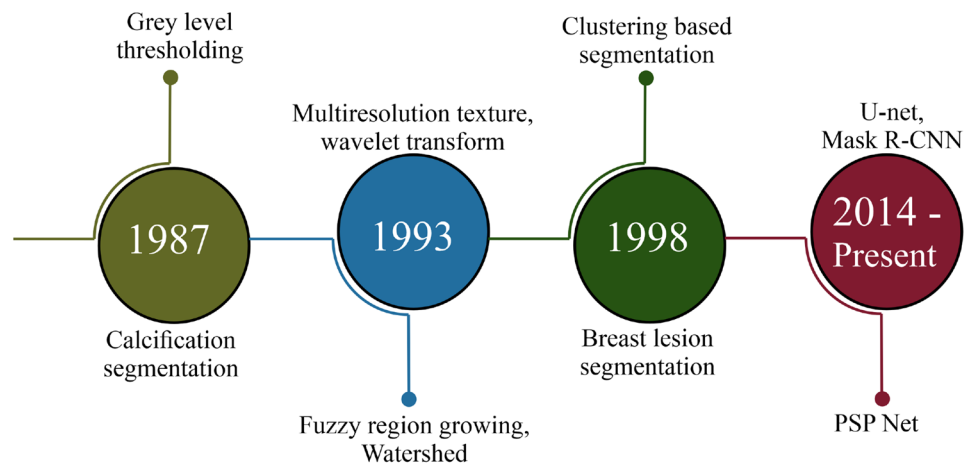 Grey level
thresholding
1987
Calcification
segmentation
Multiresolution texture,
wavelet transform
1993
Fuzzy region growing,
Watershed
Clustering based
segmentation
1998
Breast lesion
segmentation
U-net,
Mask R-CNN
2014 -
Present
PSP Net